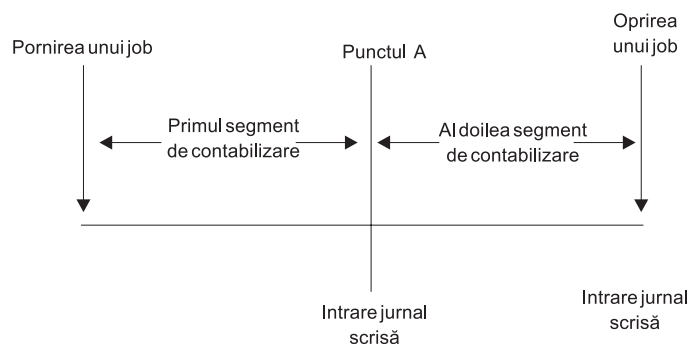 Pornirea unui job
Punctul A
Oprirea
unui job
Primul segment
de contabilizare
Al doilea segment
de contabilizare
Intrare jurnal
scrisă
Intrare jurnal
scrisă